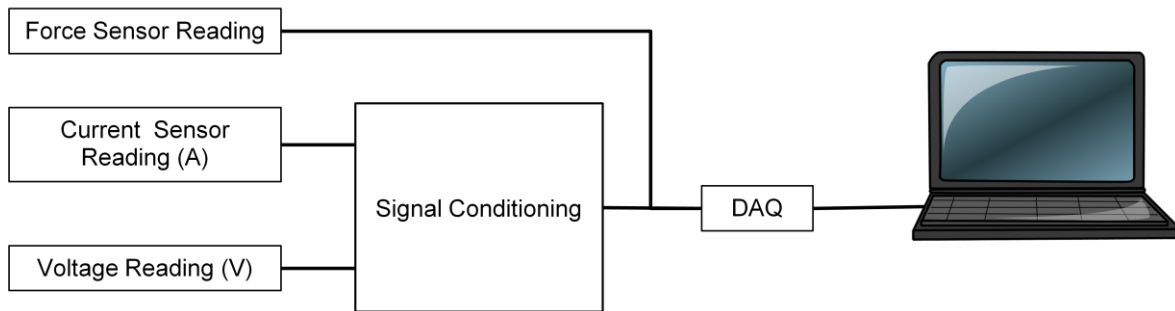 Force Sensor Reading
Current Sensor
Reading (A)
Signal Conditioning
DAQ
Voltage Reading (V)